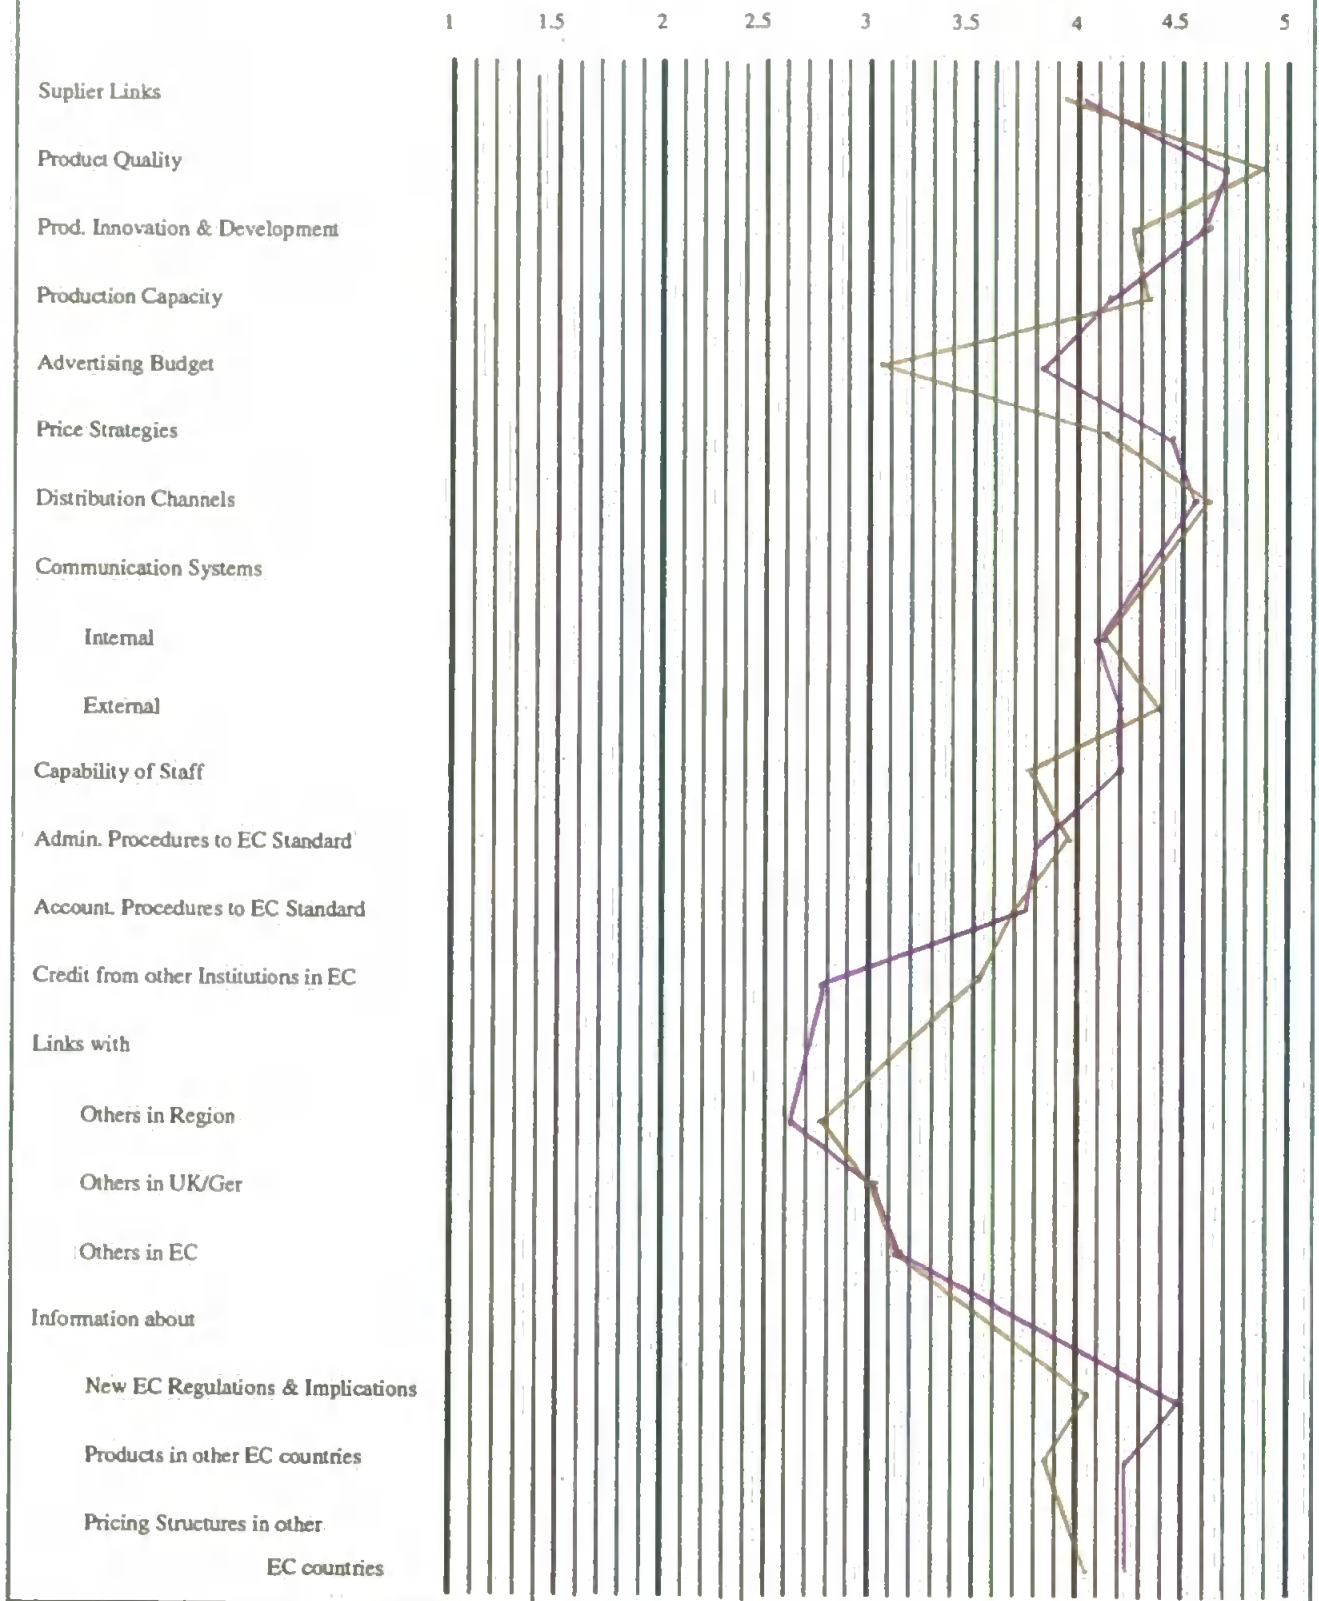 1 1.5 2 2.5 3 3.5 4 4.5 5
Suplier Links
Product Quality
Prod. Innovation & Development
Production Capacity
Advertising Budget
Price Strategies
Distribution Channels
Communication Systems
Internal
External
Capability of Staff
Admin. Procedures to EC Standard
Account. Procedures to EC Standard
Credit from other Institutions in EC
Links with
Others in Region
Others in UK/Ger
Others in EC
Information about
New EC Regulations & Implications
Products in other EC countries
Pricing Structures in other
EC countries